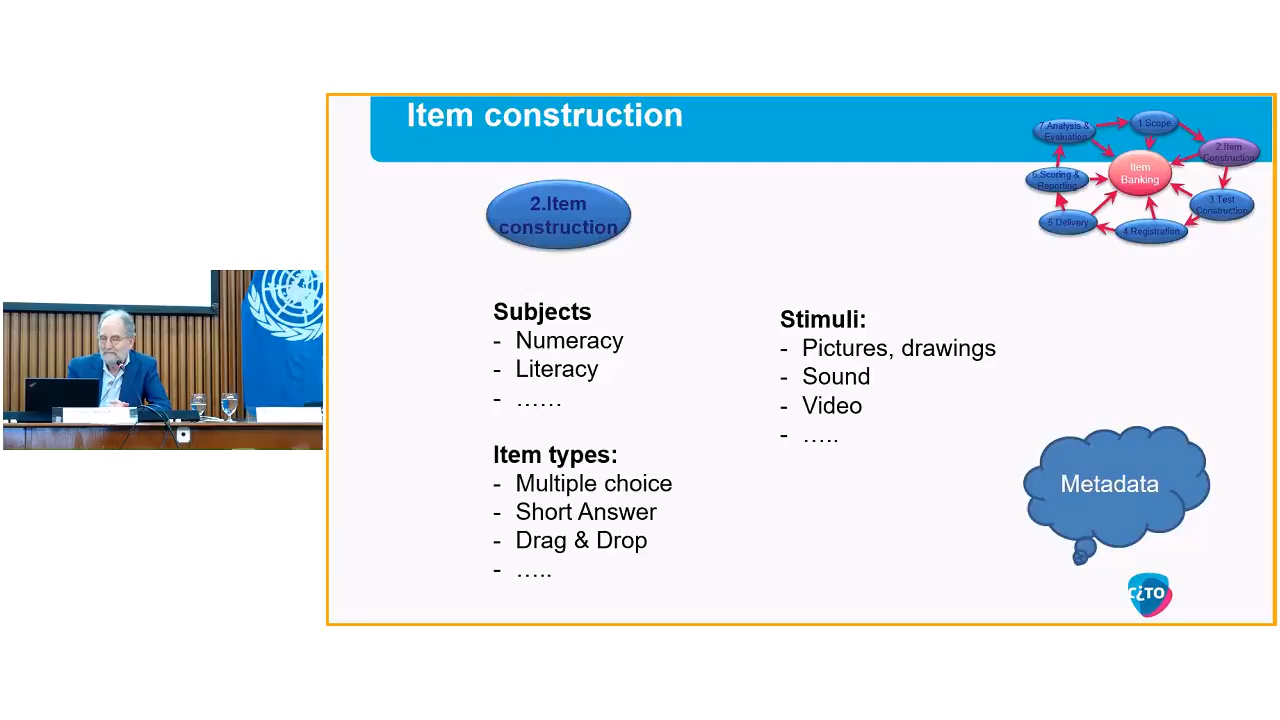 Item construction
7.Analysis &
Evaluation
1.Scope
2.Item
Construction
Item
Banking
6.Scoring &
Reporting
3.Test
Construction
5 Delivery
4 Registration
2.Item
construction
Subjects
- Numeracy
- Literacy
- ......
Item types:
- Multiple choice
- Short Answer
- Drag & Drop
- .....
Stimuli:
- Pictures, drawings
- Sound
- Video
- .....
Metadata
CiTO